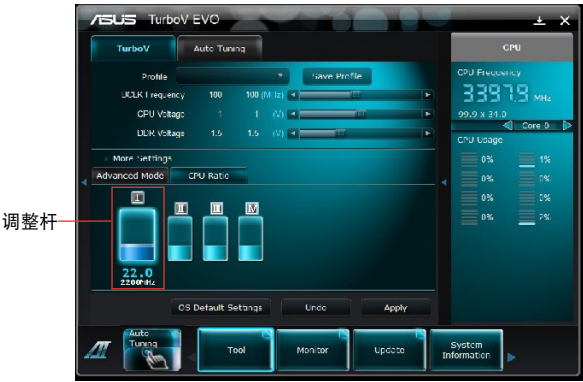 ASUS TurboV EVO
TurboV Auto Tuning
CPU
Profile Save Profile
BCLK Frequency 100 100 (MHz)
CPU Voltage 1 1 (V)
DDR Voltage 1.5 1.5 (V)
CPU Frequency
3397.9 MHz
99.9 x 34.0
Core 0
CPU Usage
0% 1%
0% 0%
0% 0%
0% 2%
More Settings
Advanced Mode CPU Ratio
I II III IV
调整杆
22.0
2200MHz
OS Default Settings Undo Apply
Auto Tuning
Tool Monitor Update System Information